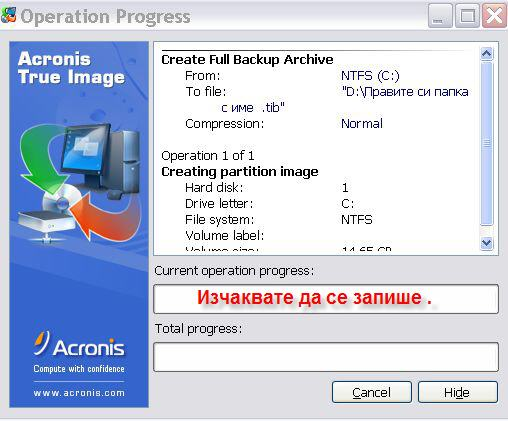 Operation Progress
Acronis
True Image
Create Full Backup Archive
From: NTFS (C:)
To file: "D:\Правите си папка
с име .tib"
Compression: Normal
Operation 1 of 1
Creating partition image
Hard disk: 1
Drive letter: C:
File system: NTFS
Volume label:
Volume size: 14.65 GB
Current operation progress:
Изчаквате да се запише .
Total progress:
Acronis
Compute with confidence
www.acronis.com
Cancel
Hide